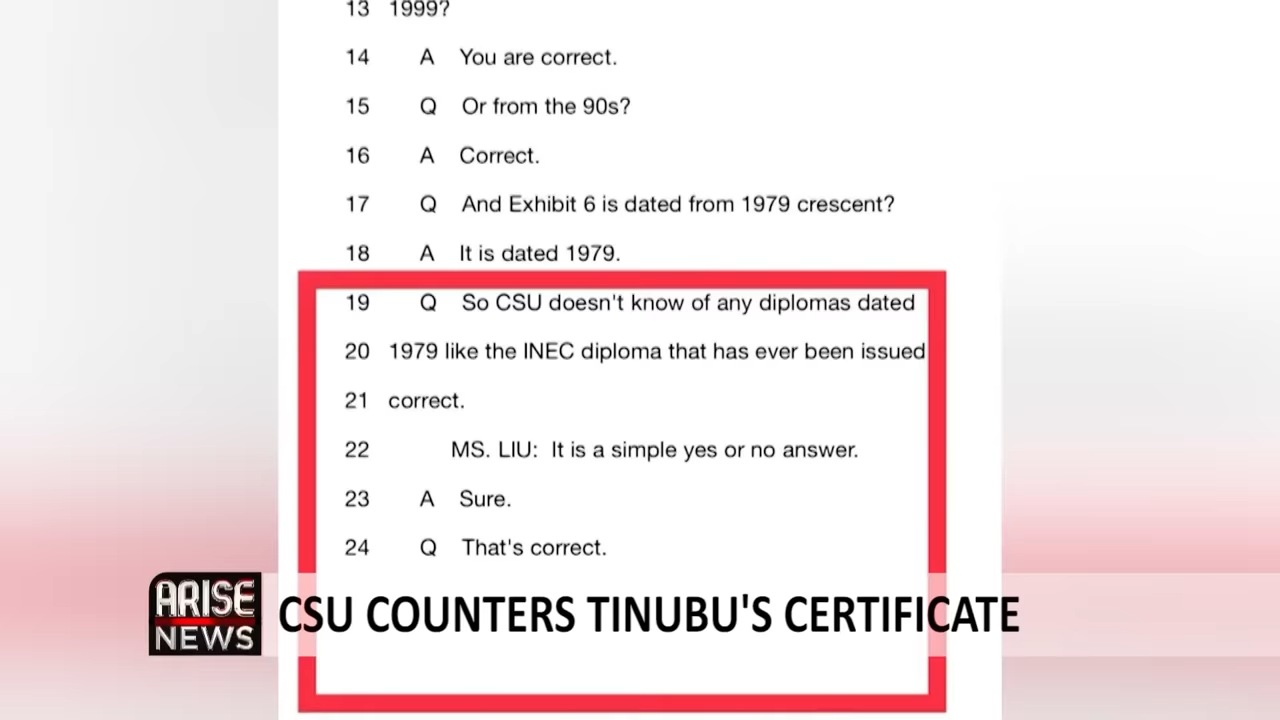 13 1999?
14 A You are correct.
15 Q Or from the 90s?
16 A Correct.
17 Q And Exhibit 6 is dated from 1979 crescent?
18 A It is dated 1979.
19 Q So CSU doesn't know of any diplomas dated
20 1979 like the INEC diploma that has ever been issued
21 correct.
22 MS. LIU: It is a simple yes or no answer.
23 A Sure.
24 Q That's correct.
ARISE
NEWS
CSU COUNTERS TINUBU'S CERTIFICATE